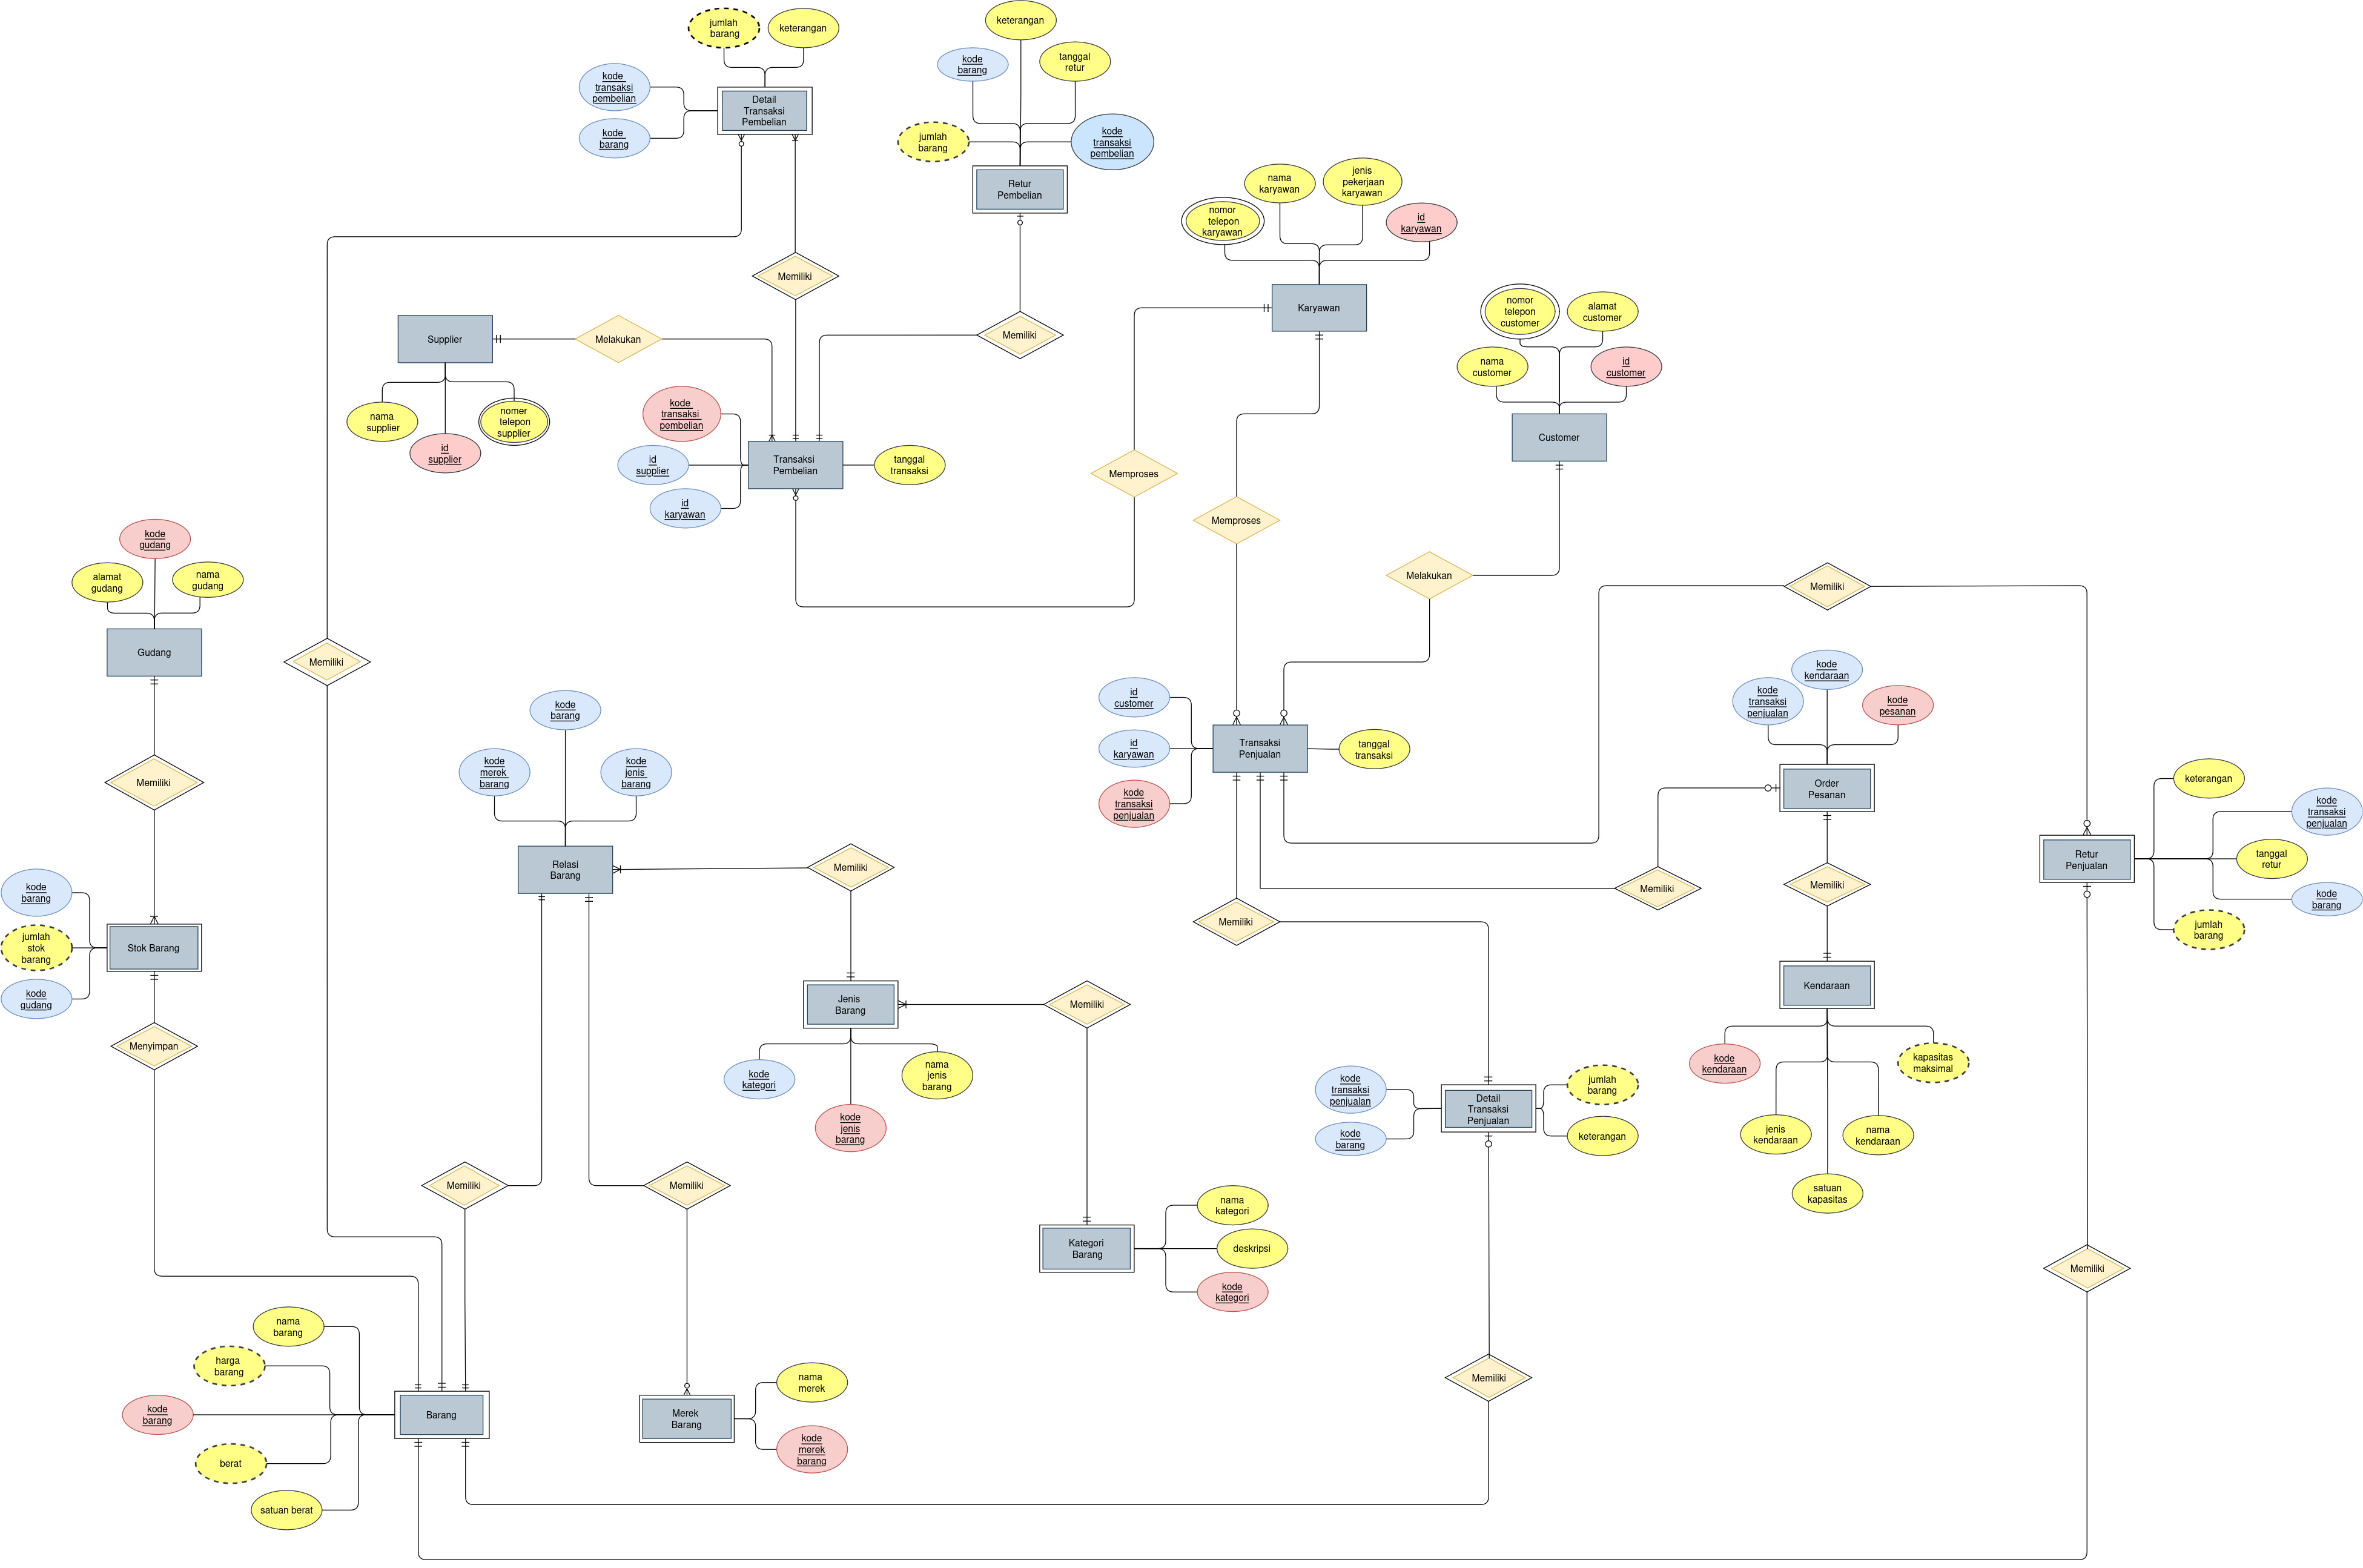 jumlah
barang
keterangan
kode
transaksi
pembelian
kode
barang
Detail
Transaksi
Pembelian
keterangan
kode
barang
tanggal
retur
jumlah
barang
kode
transaksi
pembelian
Retur
Pembelian
nomor
telepon
karyawan
nama
karyawan
jenis
pekerjaan
karyawan
id
karyawan
Karyawan
Memiliki
Memiliki
Supplier
Melakukan
nama
supplier
id
supplier
nomer
telepon
supplier
kode
transaksi
pembelian
id
supplier
id
karyawan
Transaksi
Pembelian
tanggal
transaksi
nomor
telepon
customer
alamat
customer
nama
customer
id
customer
Customer
Memproses
Memproses
Melakukan
kode
gudang
alamat
gudang
nama
gudang
Gudang
Memiliki
Memiliki
Memiliki
kode
barang
kode
merek
barang
kode
jenis
barang
Relasi
Barang
Memiliki
id
customer
id
karyawan
kode
transaksi
penjualan
Transaksi
Penjualan
tanggal
transaksi
kode
kendaraan
kode
transaksi
penjualan
kode
pesanan
Order
Pesanan
Memiliki
Memiliki
Memiliki
keterangan
kode
transaksi
penjualan
tanggal
retur
kode
barang
jumlah
barang
Retur
Penjualan
kode
barang
jumlah
stok
barang
kode
gudang
Stok Barang
Menyimpan
Jenis
Barang
kode
kategori
kode
jenis
barang
nama
jenis
barang
Memiliki
Kendaraan
kode
kendaraan
jenis
kendaraan
satuan
kapasitas
nama
kendaraan
kapasitas
maksimal
kode
transaksi
penjualan
kode
barang
Detail
Transaksi
Penjualan
jumlah
barang
keterangan
Memiliki
Memiliki
Kategori
Barang
nama
kategori
deskripsi
kode
kategori
Memiliki
Memiliki
nama
barang
harga
barang
kode
barang
berat
satuan berat
Barang
Merek
Barang
nama
merek
kode
merek
barang